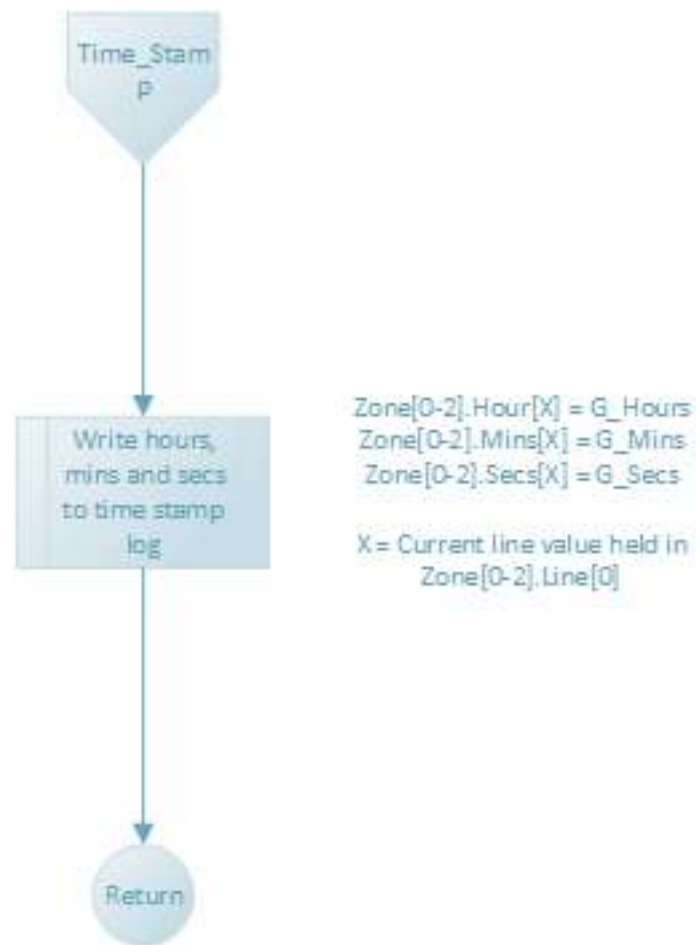 Time_Stam
p
Write hours,
mins and secs
to time stamp
log
Zone[0-2].Hour[X] = G_Hours
Zone[0-2].Mins[X] = G_Mins
Zone[0-2].Secs[X] = G_Secs
X = Current line value held in
Zone[0-2].Line[0]
Return